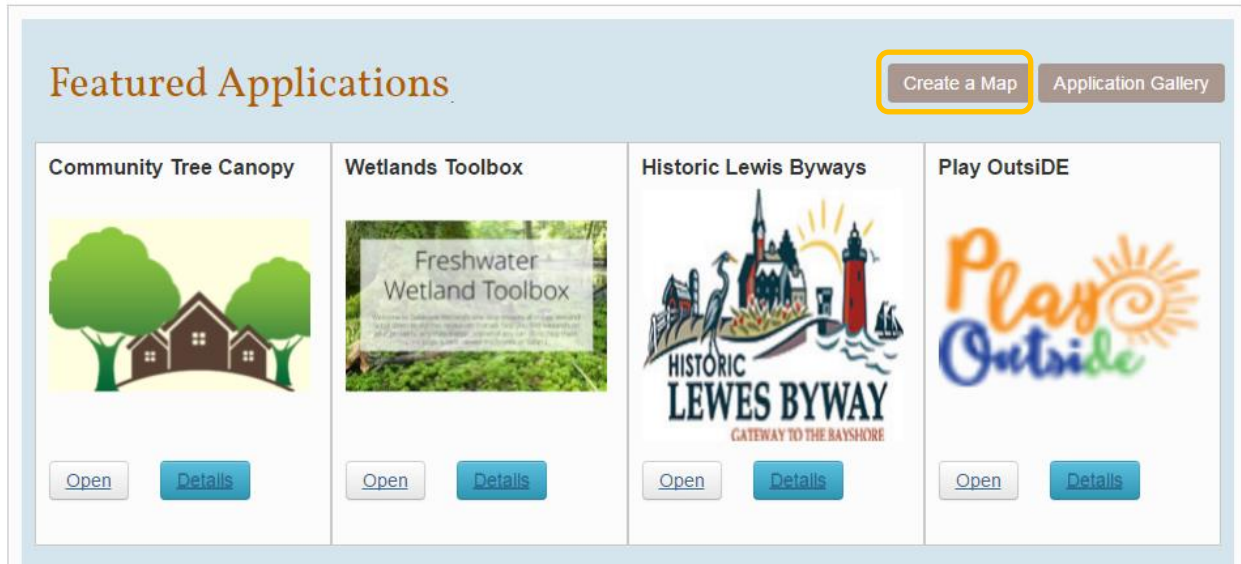 Featured Applications
Create a Map
Application Gallery
Community Tree Canopy
Wetlands Toolbox
Historic Lewis Byways
Play OutsiDE
Freshwater
Wetland Toolbox
HISTORIC
LEWES BYWAY
GATEWAY TO THE BAYSHORE
Play
Outside
Open
Details
Open
Details
Open
Details
Open
Details